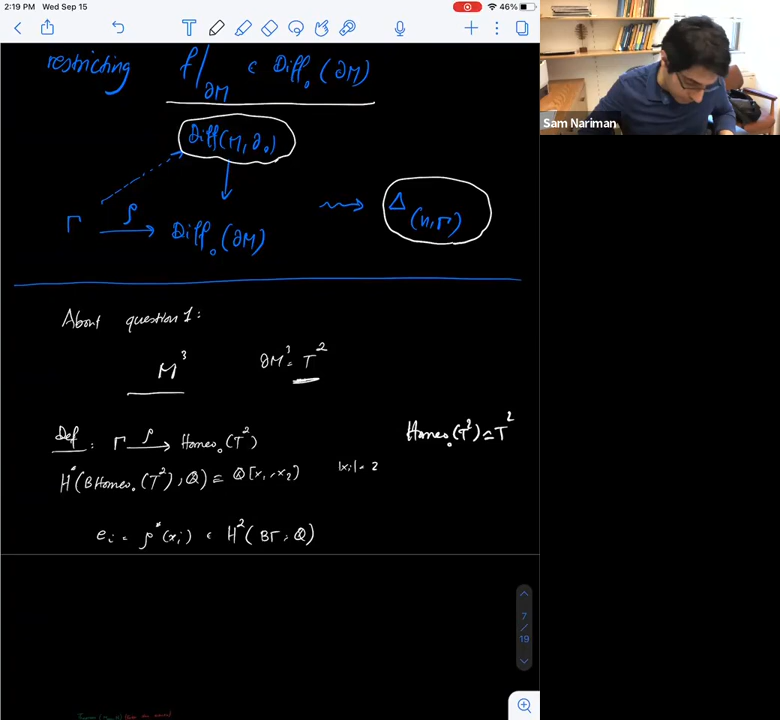 2:19 PM Wed Sep 15
46%
restricting f/∂M ∈ Diff₀(∂M)
Sam Nariman
Diff(M,∂₀)
Γ ρ→ Diff₀(∂M) ⇝ Δ(n,Γ)
About question 1:
M³ ∂M³ = T²
Def: Γ ρ→ Homeo₀(T²) Homeo₀(T²) ≃ T²
H*(BHomeo₀(T²), Q) = Q[x₁, x₂] |xᵢ| = 2
eᵢ = ρ*(xᵢ) ∈ H²(BΓ, Q)
7
/
19